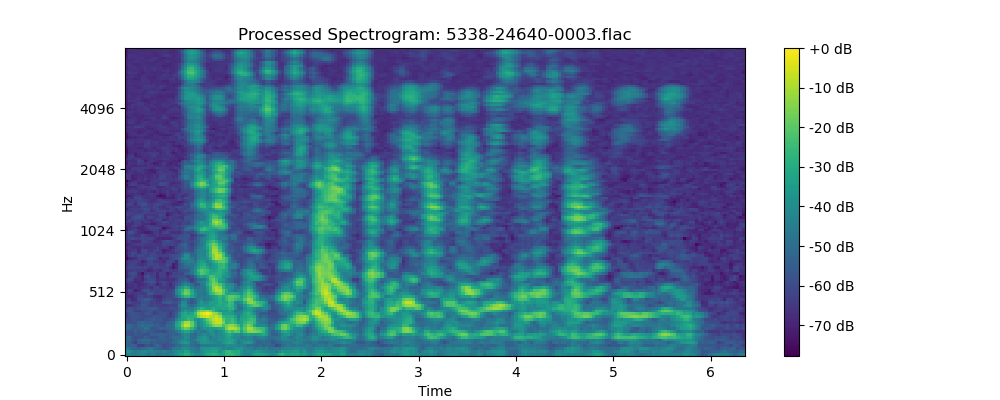 Processed Spectrogram: 5338-24640-0003.flac
Hz
4096
2048
1024
512
0
0 1 2 3 4 5 6
Time
+0 dB
-10 dB
-20 dB
-30 dB
-40 dB
-50 dB
-60 dB
-70 dB